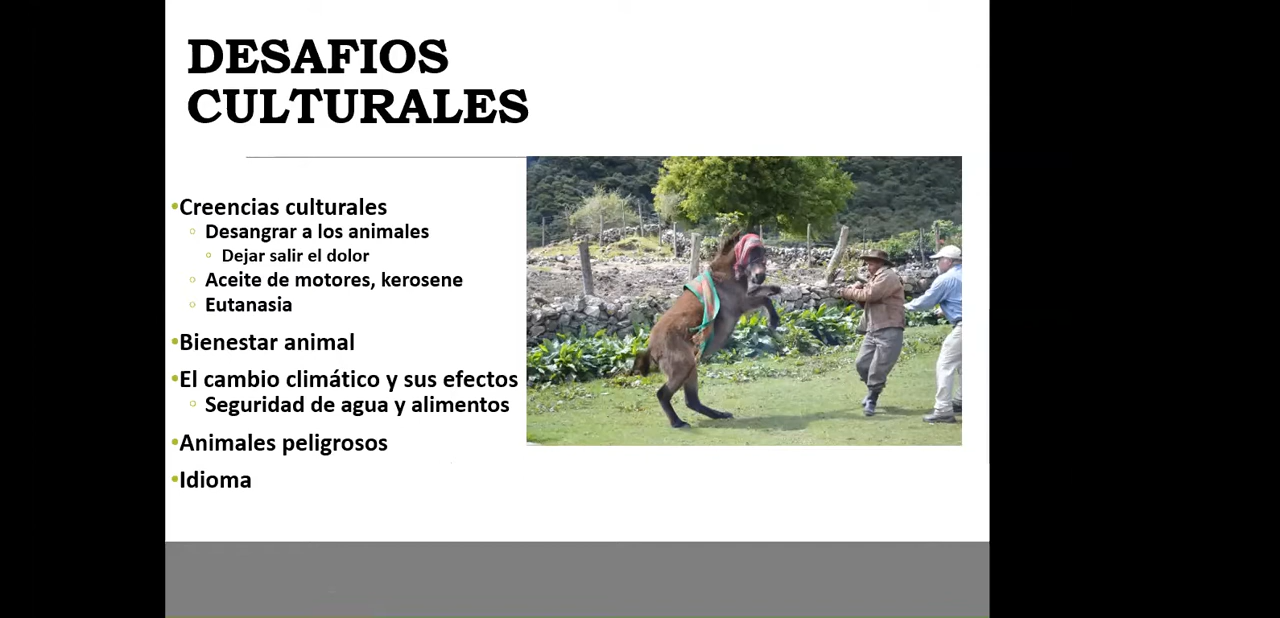 DESAFIOS
CULTURALES
•Creencias culturales
◦ Desangrar a los animales
◦ Dejar salir el dolor
◦ Aceite de motores, kerosene
◦ Eutanasia
•Bienestar animal
•El cambio climático y sus efectos
◦ Seguridad de agua y alimentos
•Animales peligrosos
•Idioma